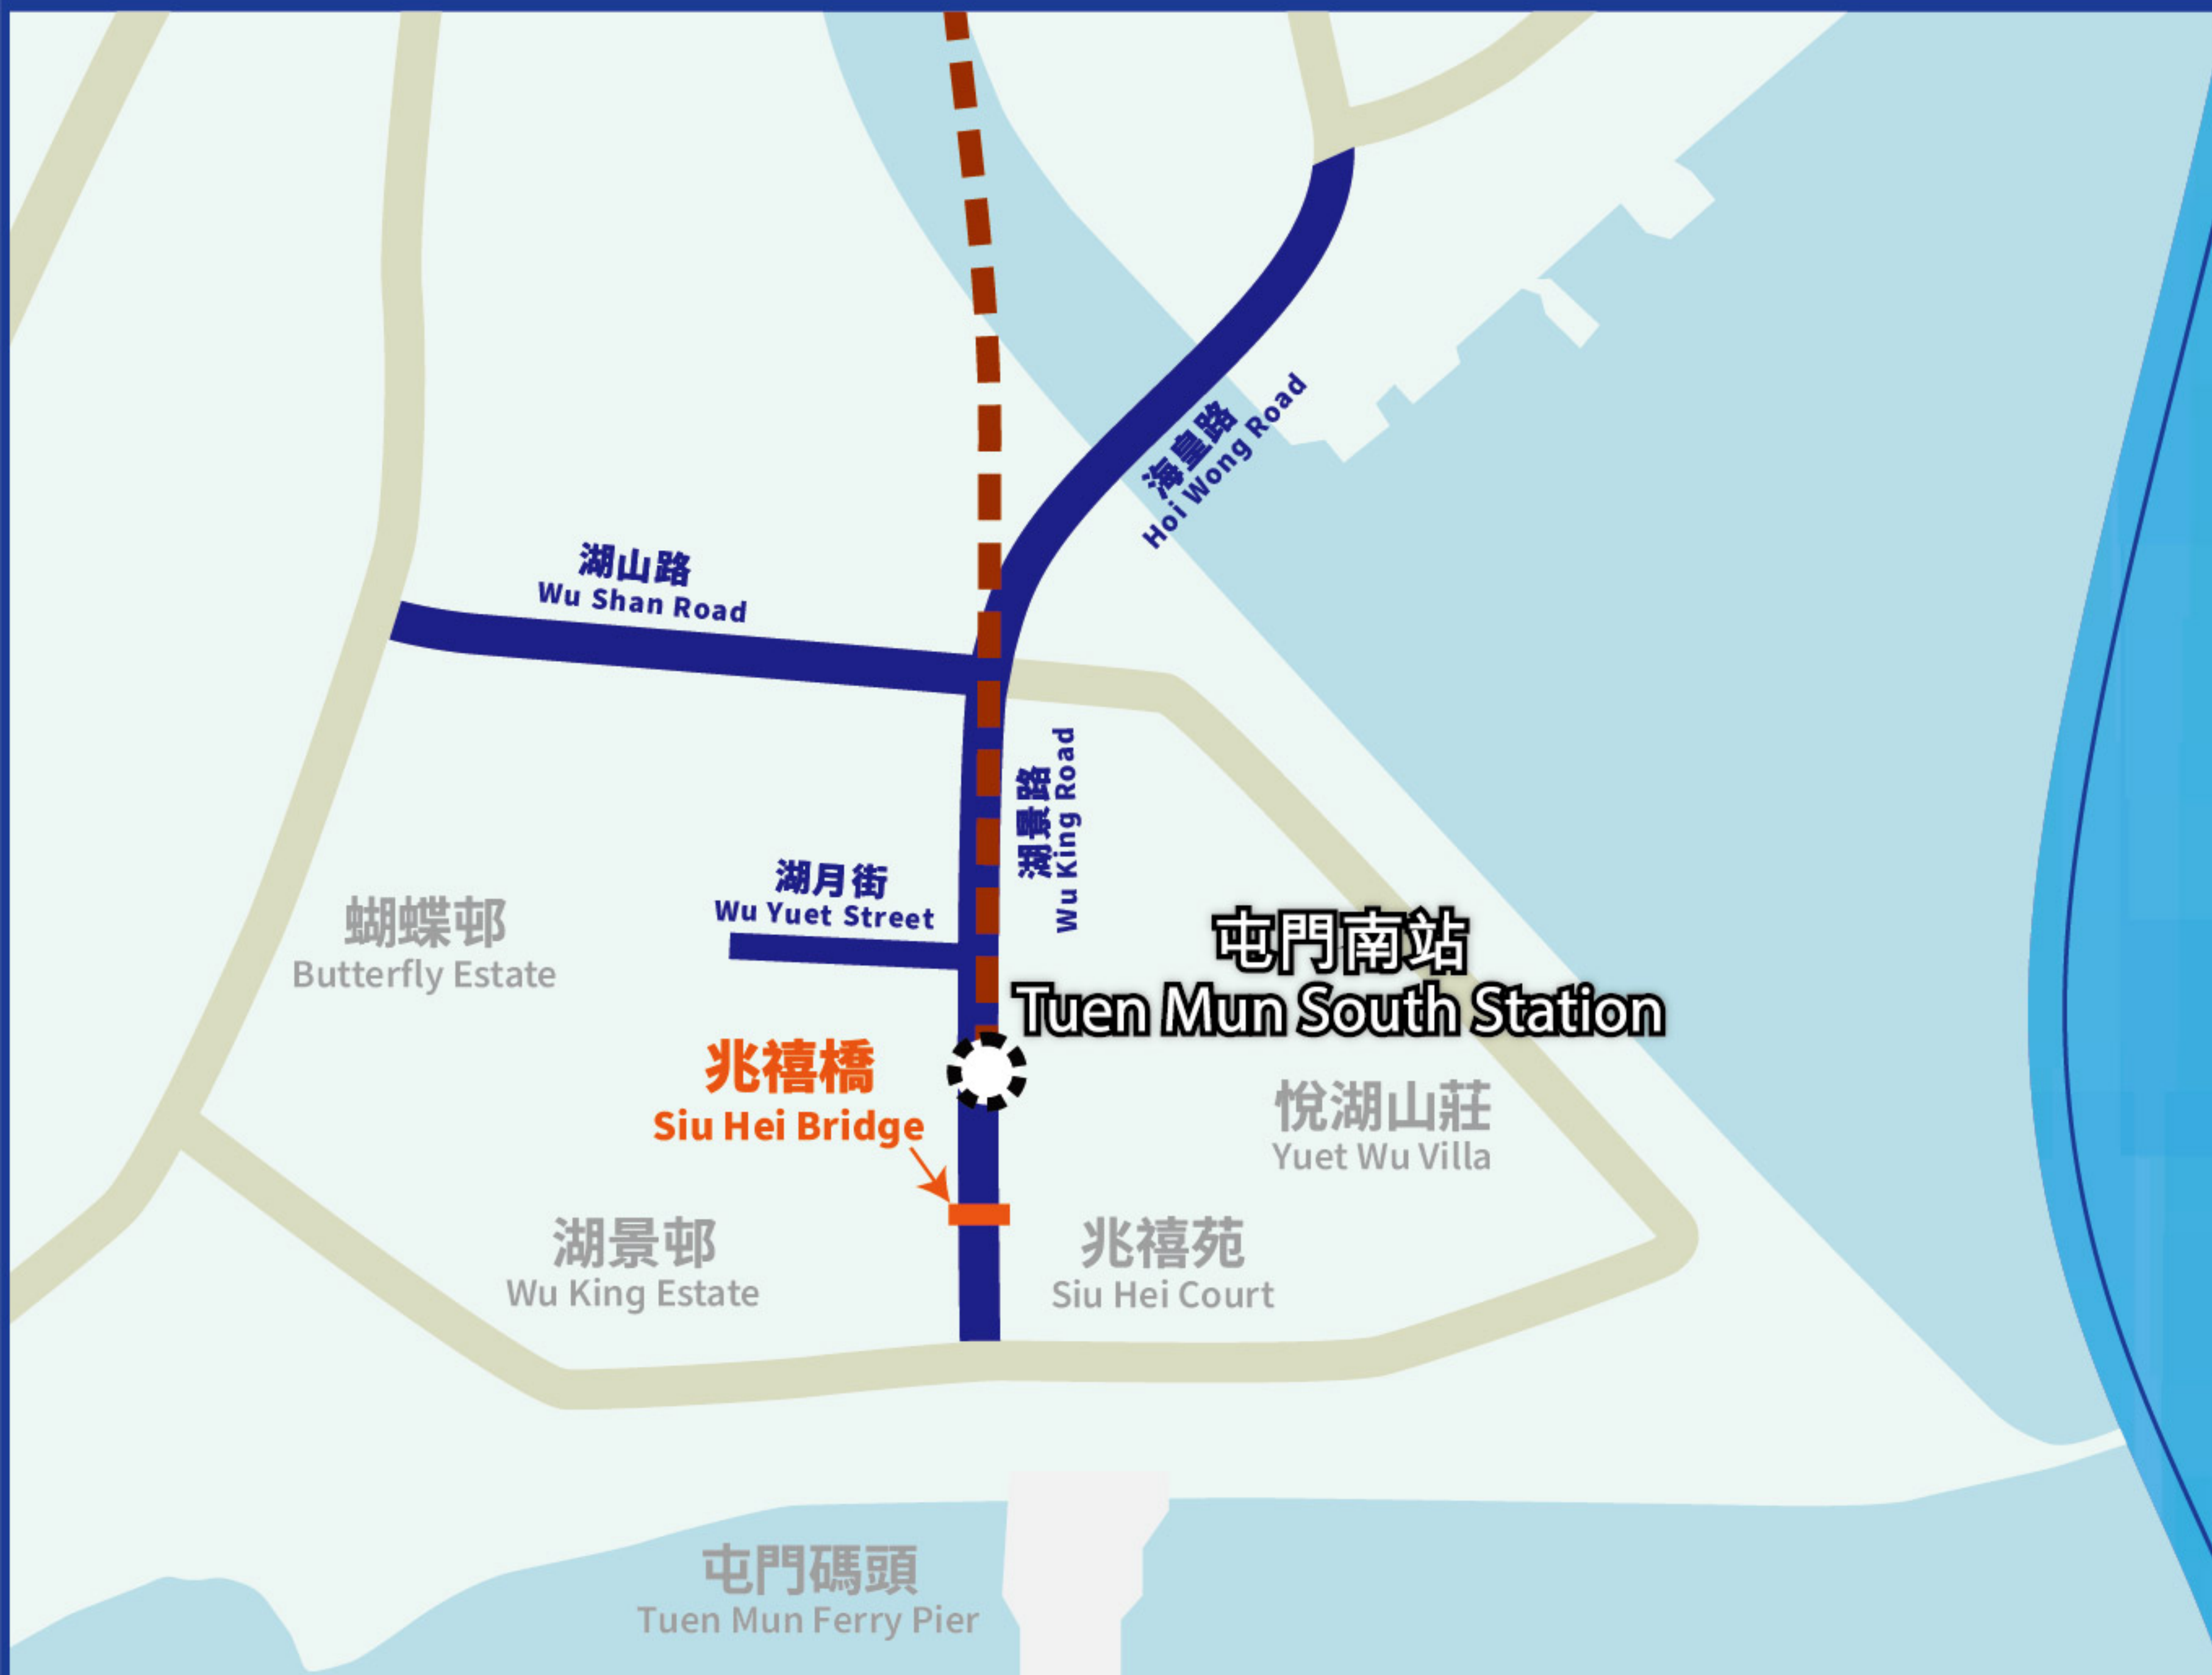 海皇路
Hoi Wong Road
湖山路
Wu Shan Road
湖景路
Wu King Road
湖月街
Wu Yuet Street
蝴蝶邨
Butterfly Estate
屯門南站
Tuen Mun South Station
兆禧橋
Siu Hei Bridge
悅湖山莊
Yuet Wu Villa
湖景邨
Wu King Estate
兆禧苑
Siu Hei Court
屯門碼頭
Tuen Mun Ferry Pier